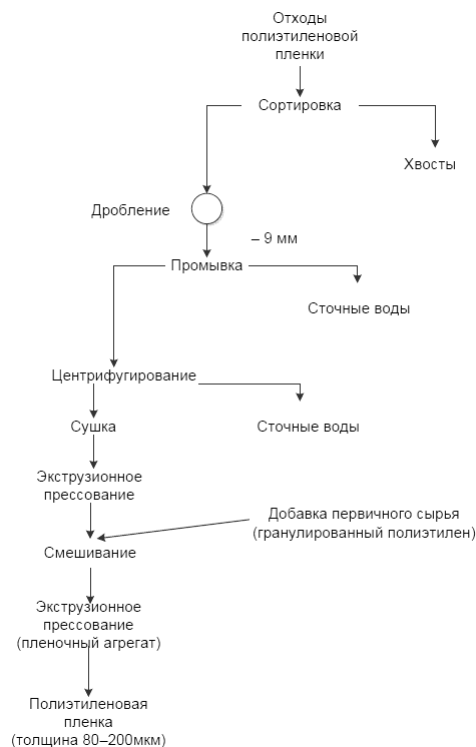 Отходы
полиэтиленовой
пленки
Сортировка
Хвосты
Дробление
– 9 мм
Промывка
Сточные воды
Центрифугирование
Сушка
Сточные воды
Экструзионное
прессование
Добавка первичного сырья
(гранулированный полиэтилен)
Смешивание
Экструзионное
прессование
(пленочный агрегат)
Полиэтиленовая
пленка
(толщина 80–200мкм)